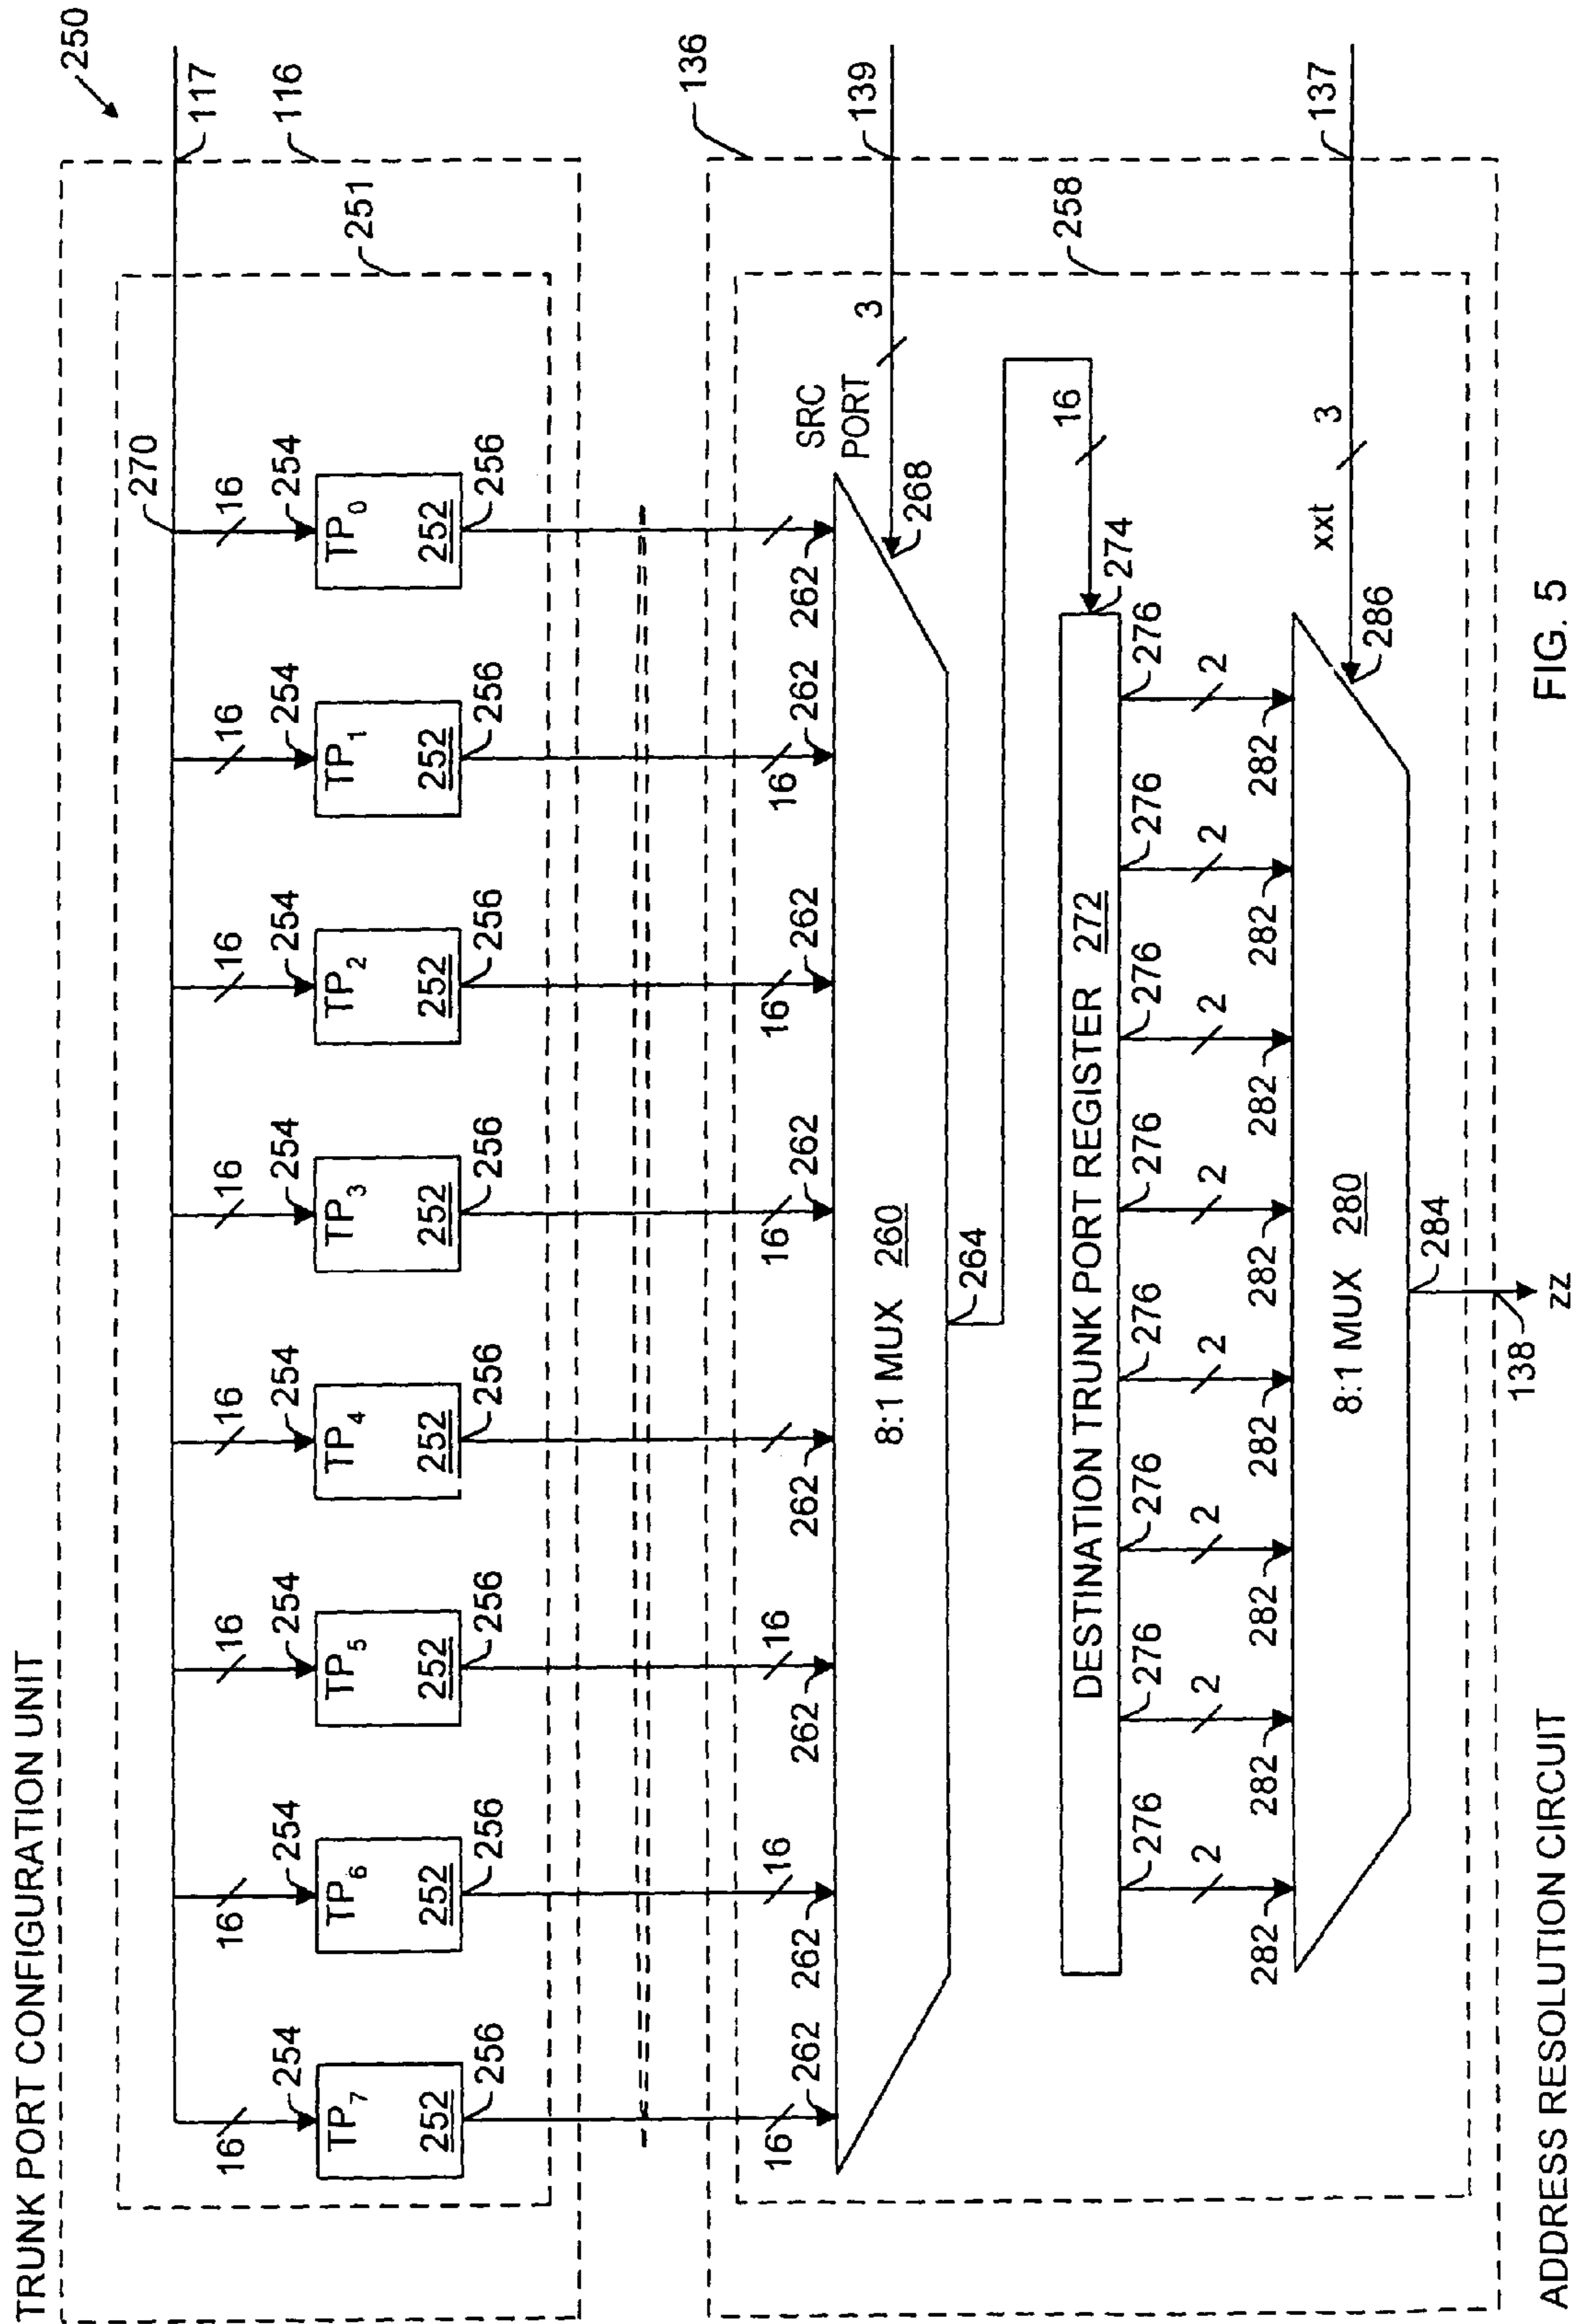 TRUNK PORT CONFIGURATION UNIT
250
117
116
251
270
16 16 16 16 16 16 16 16
254 254 254 254 254 254 254 254
TP7 TP6 TP5 TP4 TP3 TP2 TP1 TP0
252 252 252 252 252 252 252 252
256 256 256 256 256 256 256 256
136
139
258
16 16 16 16 16 16
262 262 262 262 262 262 262 262
SRC
PORT
3
268
8:1 MUX 260
264
16
274
DESTINATION TRUNK PORT REGISTER 272
276 276 276 276 276 276 276 276
2 2 2 2 2 2 2 2
282 282 282 282 282 282 282 282
137
3
xxt
286
8:1 MUX 280
284
138
zz
ADDRESS RESOLUTION CIRCUIT
FIG. 5